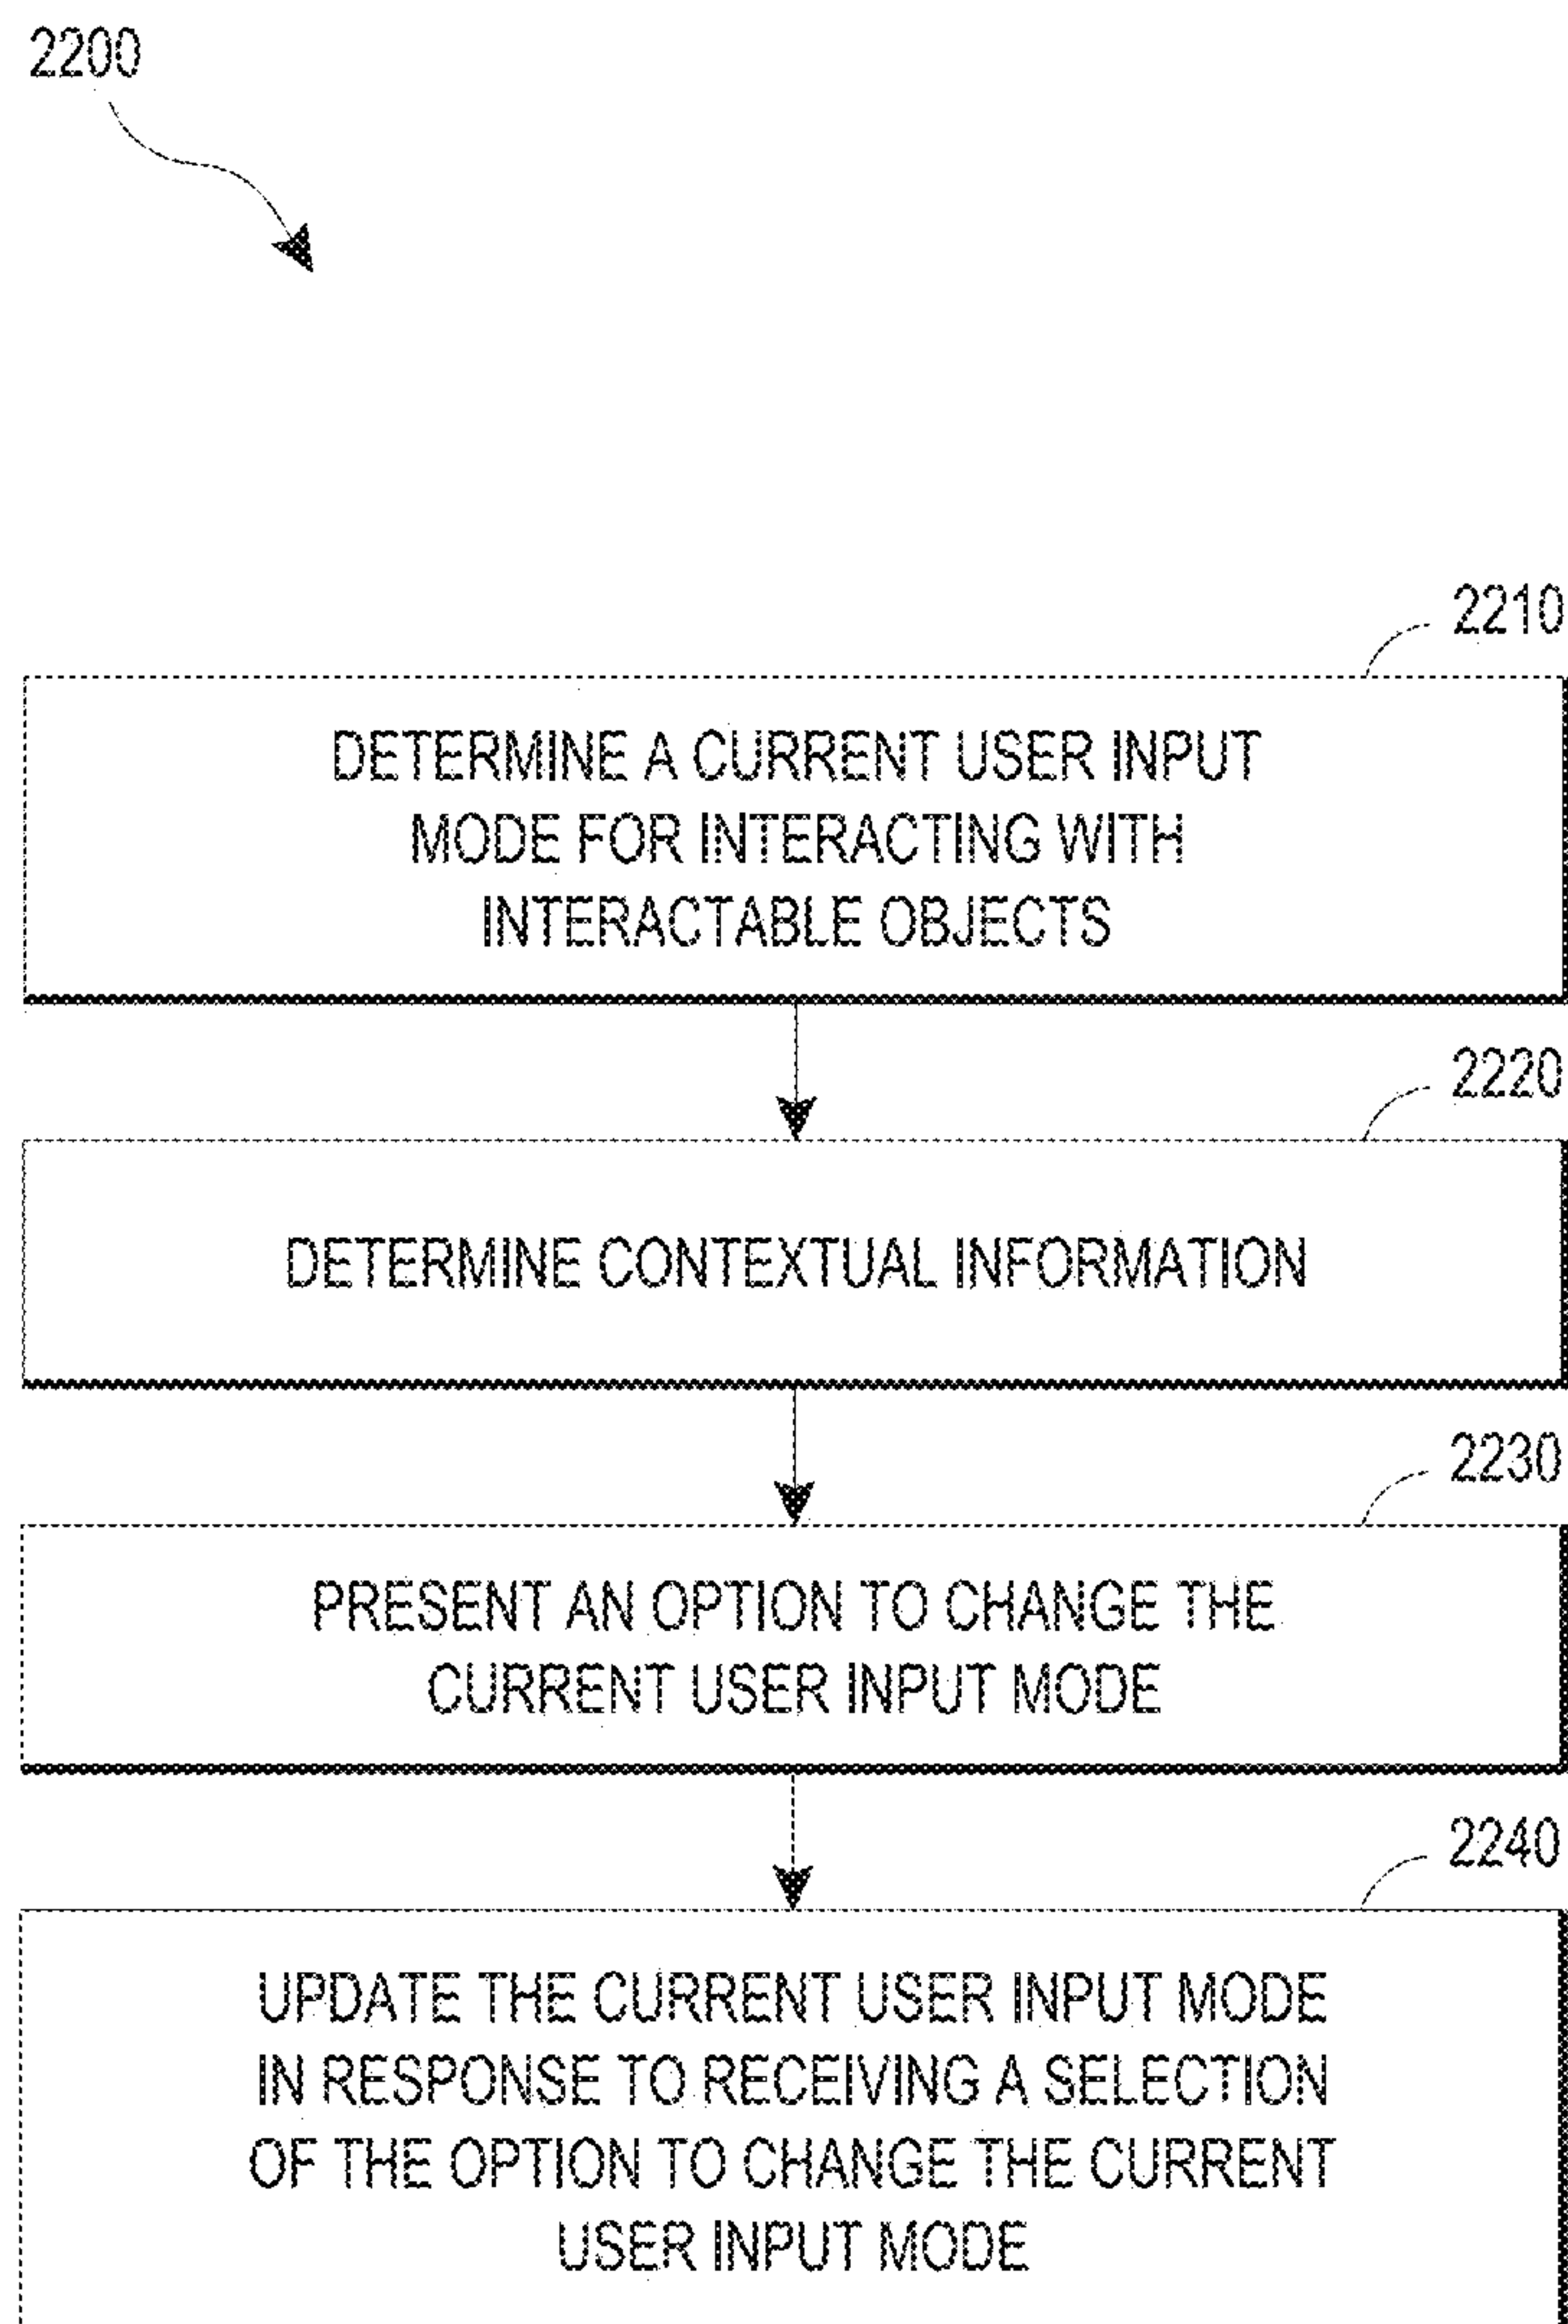 2200
2210
DETERMINE A CURRENT USER INPUT
MODE FOR INTERACTING WITH
INTERACTABLE OBJECTS
2220
DETERMINE CONTEXTUAL INFORMATION
2230
PRESENT AN OPTION TO CHANGE THE
CURRENT USER INPUT MODE
2240
UPDATE THE CURRENT USER INPUT MODE
IN RESPONSE TO RECEIVING A SELECTION
OF THE OPTION TO CHANGE THE CURRENT
USER INPUT MODE